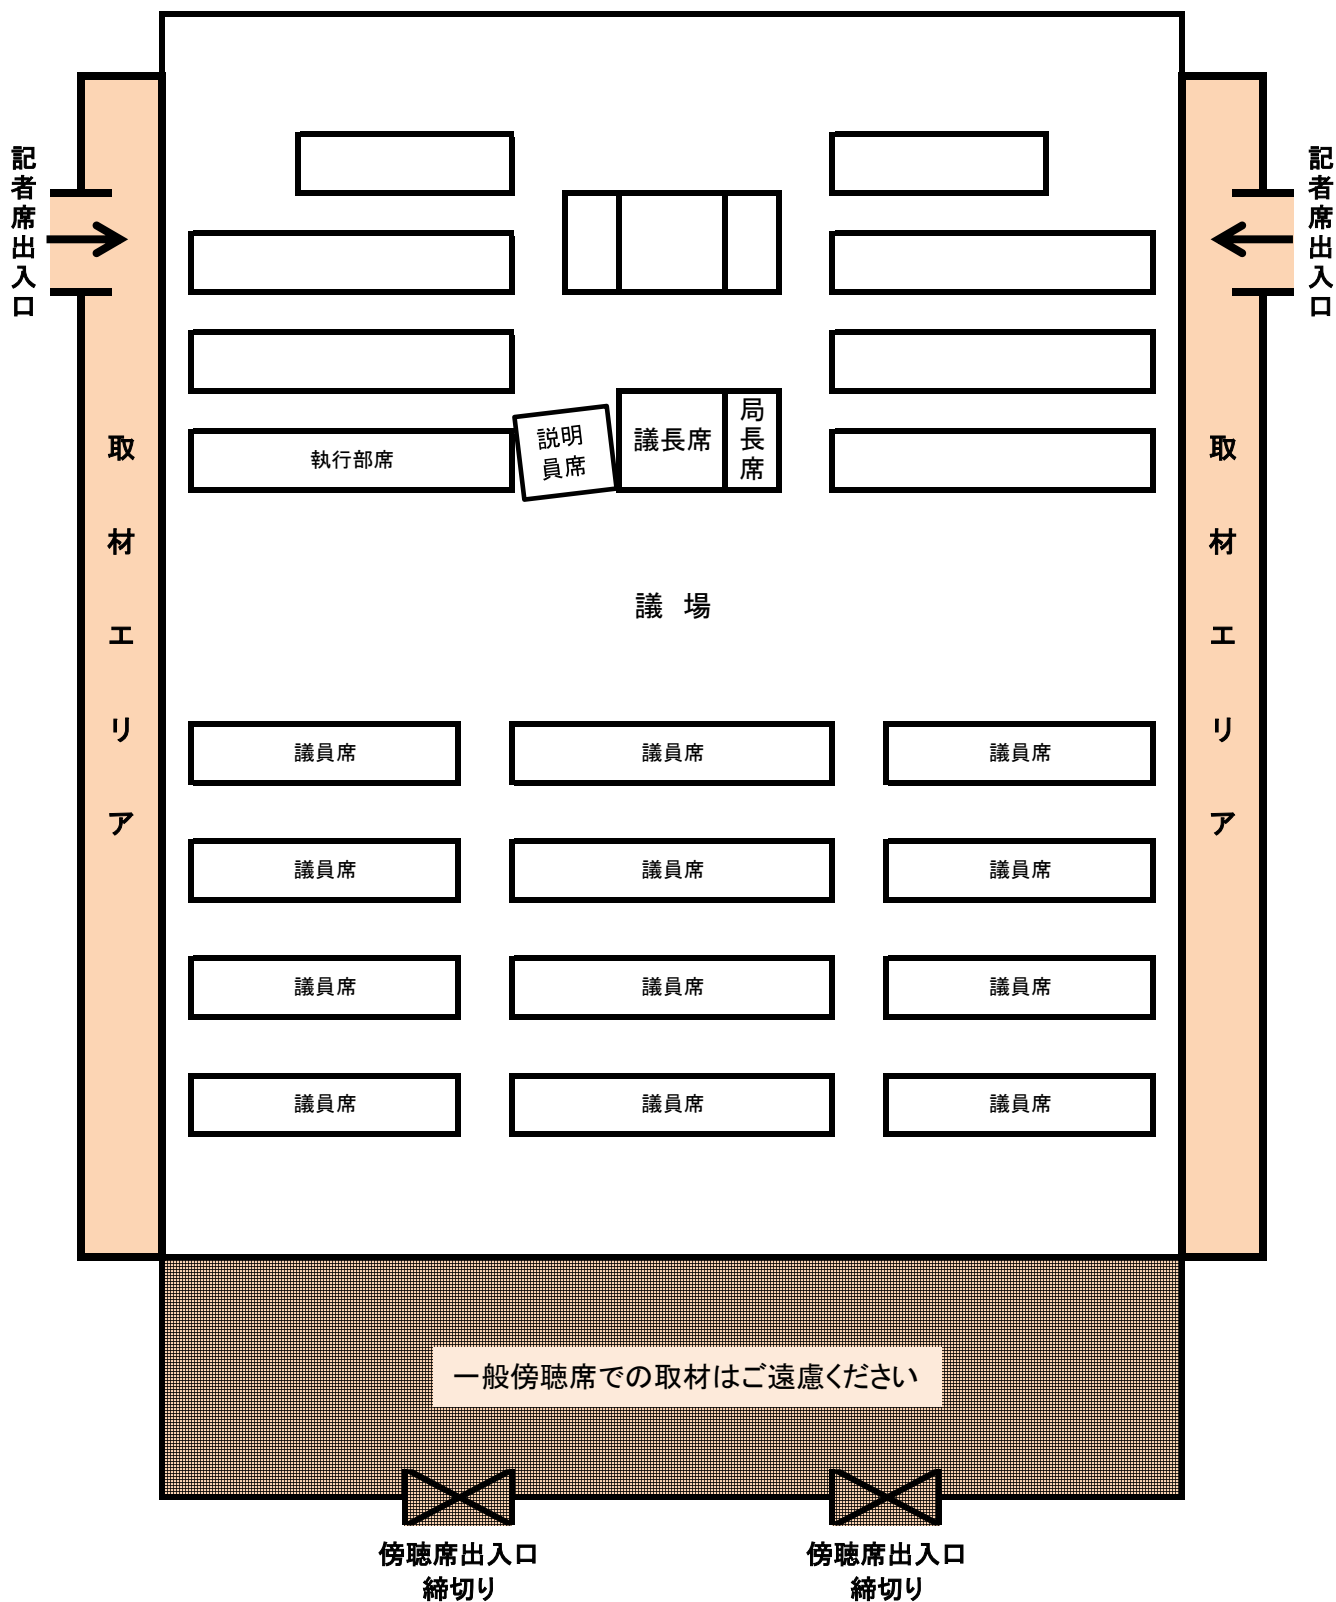 記者席出入口
記者席出入口
取材エリア
取材エリア
執行部席
説明
員席
議長席
局長席
議 場
議員席
議員席
議員席
議員席
議員席
議員席
議員席
議員席
議員席
議員席
議員席
議員席
一般傍聴席での取材はご遠慮ください
傍聴席出入口
締切り
傍聴席出入口
締切り